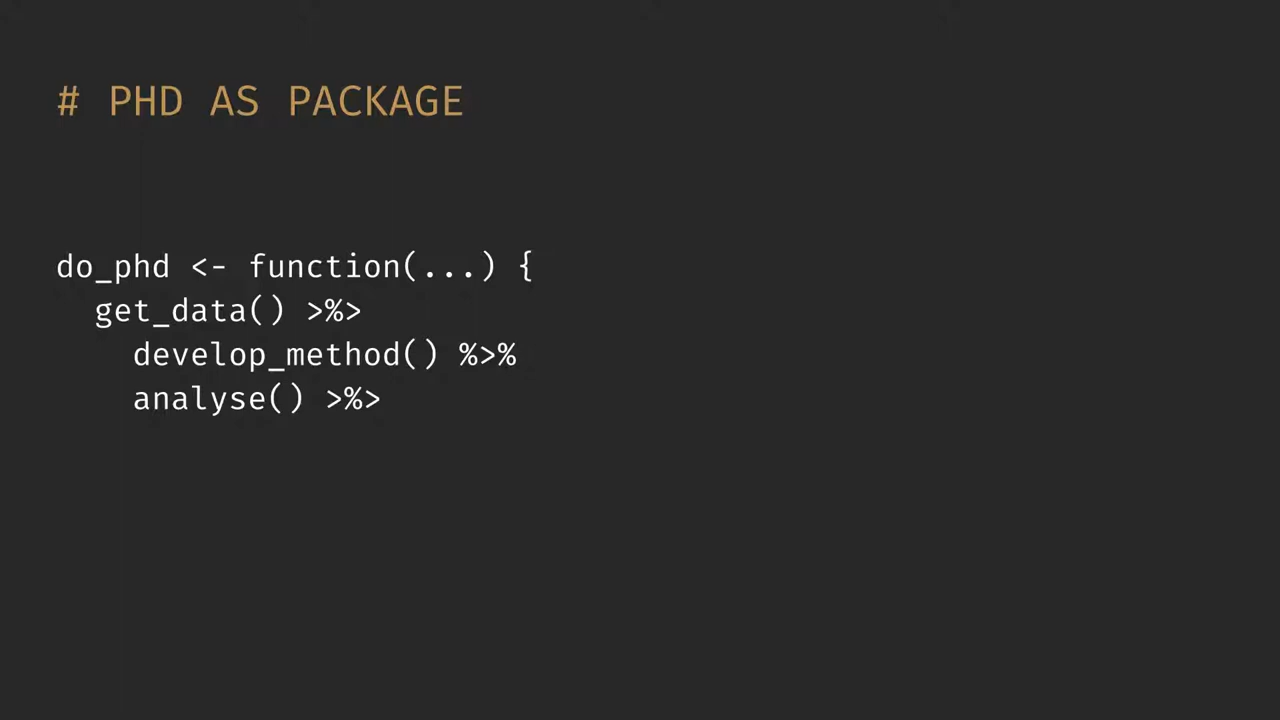 # PHD AS PACKAGE
do_phd <- function(...) {
get_data() >%>
develop_method() %>%
analyse() >%>